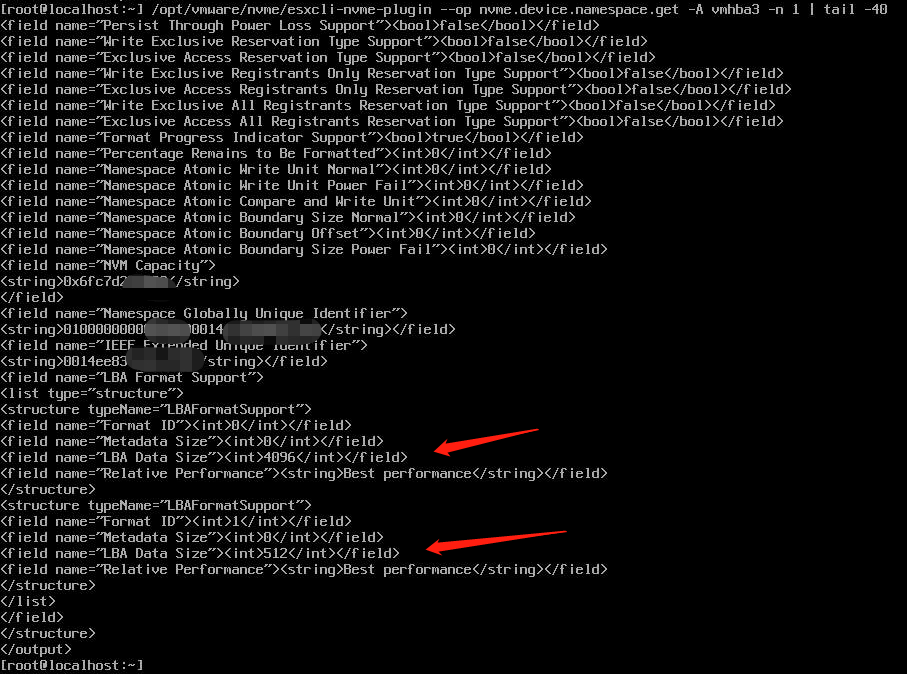 [root@localhost:~] /opt/vmware/nvme/esxcli-nvme-plugin --op nvme.device.namespace.get -A vmhba3 -n 1 | tail -40
<field name="Persist Through Power Loss Support"><bool>false</bool></field>
<field name="Write Exclusive Reservation Type Support"><bool>false</bool></field>
<field name="Exclusive Access Reservation Type Support"><bool>false</bool></field>
<field name="Write Exclusive Registrants Only Reservation Type Support"><bool>false</bool></field>
<field name="Exclusive Access Registrants Only Reservation Type Support"><bool>false</bool></field>
<field name="Write Exclusive All Registrants Reservation Type Support"><bool>false</bool></field>
<field name="Exclusive Access All Registrants Reservation Type Support"><bool>false</bool></field>
<field name="Format Progress Indicator Support"><bool>true</bool></field>
<field name="Percentage Remains to Be Formatted"><int>0</int></field>
<field name="Namespace Atomic Write Unit Normal"><int>0</int></field>
<field name="Namespace Atomic Write Unit Power Fail"><int>0</int></field>
<field name="Namespace Atomic Compare and Write Unit"><int>0</int></field>
<field name="Namespace Atomic Boundary Size Normal"><int>0</int></field>
<field name="Namespace Atomic Boundary Offset"><int>0</int></field>
<field name="Namespace Atomic Boundary Size Power Fail"><int>0</int></field>
<field name="NVM Capacity">
<string>0x6fc7d2 </string>
</field>
<field name="Namespace Globally Unique Identifier">
<string>01000000000 0014 </string></field>
<field name="IEEE Extended Unique Identifier">
<string>0014ee83 /string></field>
<field name="LBA Format Support">
<list type="structure">
<structure typeName="LBAFormatSupport">
<field name="Format ID"><int>0</int></field>
<field name="Metadata Size"><int>0</int></field>
<field name="LBA Data Size"><int>4096</int></field>
<field name="Relative Performance"><string>Best performance</string></field>
</structure>
<structure typeName="LBAFormatSupport">
<field name="Format ID"><int>1</int></field>
<field name="Metadata Size"><int>0</int></field>
<field name="LBA Data Size"><int>512</int></field>
<field name="Relative Performance"><string>Best performance</string></field>
</structure>
</list>
</field>
</structure>
</output>
[root@localhost:~]